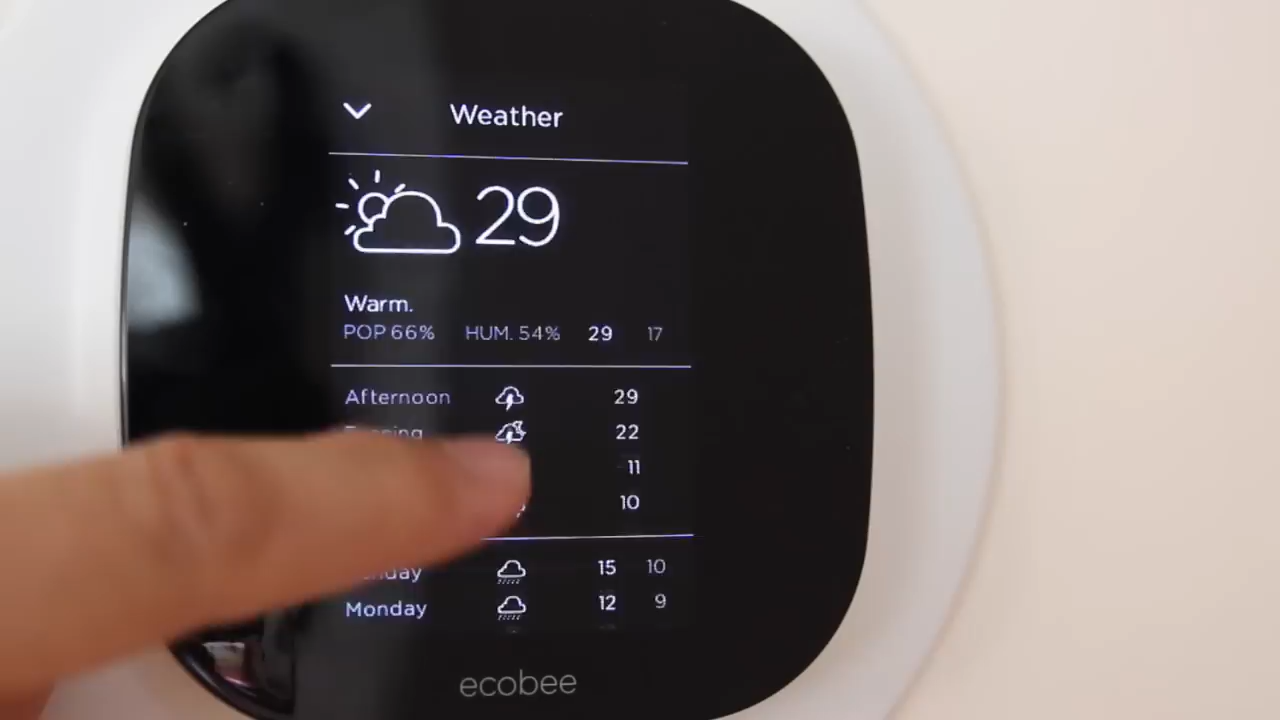 Weather
29
Warm.
POP 66% HUM. 54% 29 17
Afternoon 29
22
11
10
15 10
Monday 12 9
ecobee